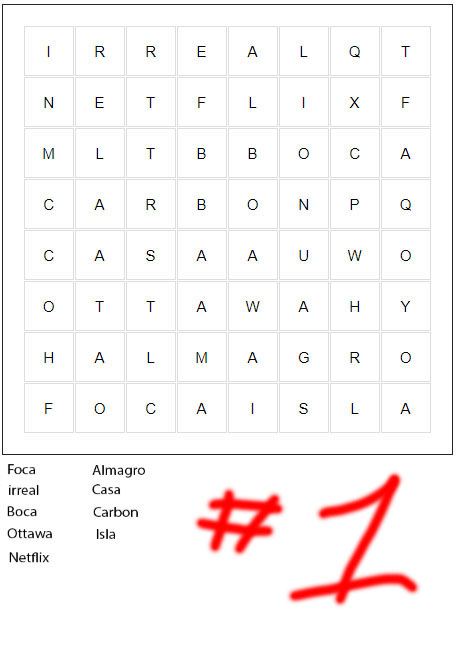 I R R E A L Q T
N E T F L I X F
M L T B B O C A
C A R B O N P Q
C A S A A U W O
O T T A W A H Y
H A L M A G R O
F O C A I S L A
Foca Almagro
irreal Casa
Boca Carbon
Ottawa Isla
Netflix
#1